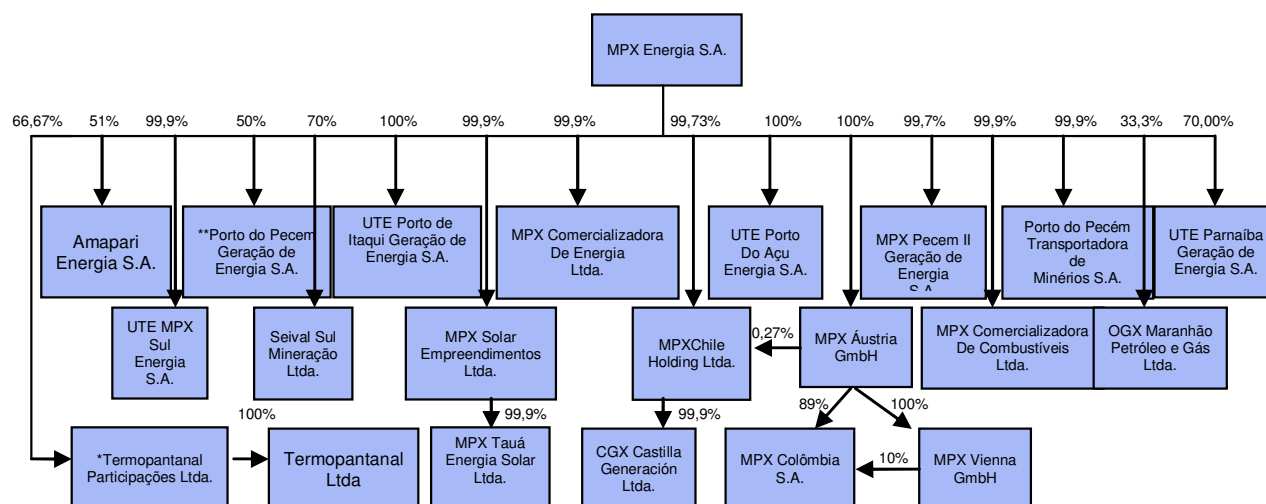 MPX Energia S.A.
66,67% 51% 99,9% 50% 70% 100% 99,9% 99,9% 99,73% 100% 100% 99,7% 99,9% 99,9% 33,3% 70,00%
Amapari
Energia S.A.
**Porto do Pecem
Geração de
Energia S.A.
UTE Porto de
Itaqui Geração de
Energia S.A.
MPX Comercializadora
De Energia
Ltda.
UTE Porto
Do Açu
Energia S.A.
MPX Pecem II
Geração de
Energia
S.A.
Porto do Pecém
Transportadora
de
Minérios S.A.
UTE Parnaíba
Geração de
Energia S.A.
UTE MPX
Sul
Energia
S.A.
Seival Sul
Mineração
Ltda.
MPX Solar
Empreendimentos
Ltda.
MPXChile
Holding Ltda.
0,27%
MPX Áustria
GmbH
MPX Comercializadora
De Combustíveis
Ltda.
OGX Maranhão
Petróleo e Gás
Ltda.
100%
99,9%
99,9%
89%
100%
*Termopantanal
Participações Ltda.
Termopantanal
Ltda
MPX Tauá
Energia Solar
Ltda.
CGX Castilla
Generación
Ltda.
MPX Colômbia
S.A.
10%
MPX Vienna
GmbH